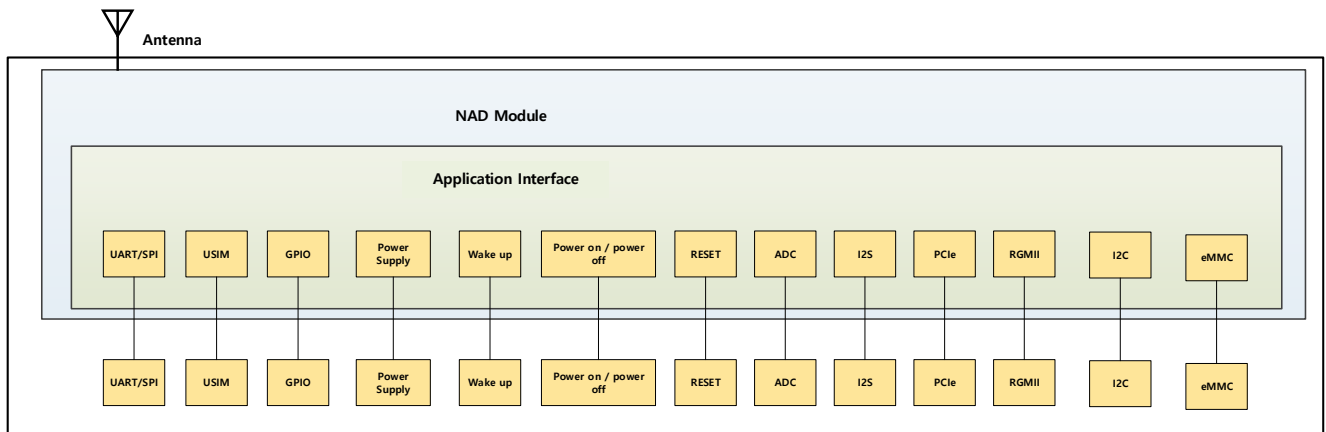 Antenna
NAD Module
Application Interface
UART/SPI
USIM
GPIO
Power
Supply
Wake up
Power on / power
off
RESET
ADC
I2S
PCIe
RGMII
I2C
eMMC
UART/SPI
USIM
GPIO
Power
Supply
Wake up
Power on / power
off
RESET
ADC
I2S
PCIe
RGMII
I2C
eMMC